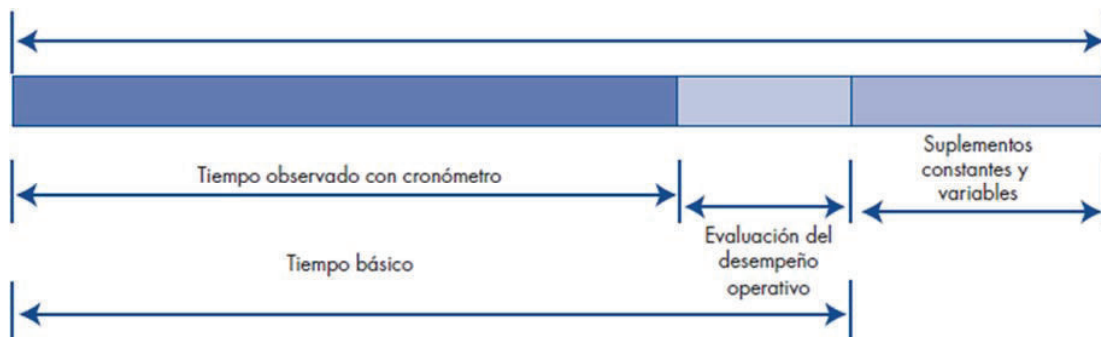 Tiempo observado con cronómetro
Suplementos
constantes y
variables
Tiempo básico
Evaluación del
desempeño
operativo